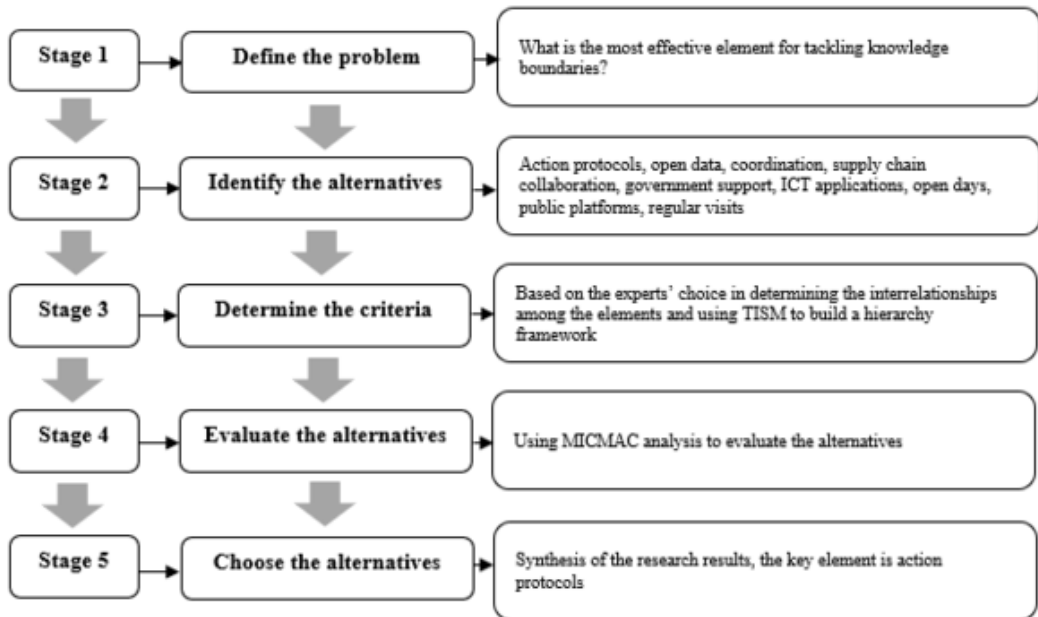 Stage 1
Define the problem
What is the most effective element for tackling knowledge
boundaries?
Stage 2
Identify the alternatives
Action protocols, open data, coordination, supply chain
collaboration, government support, ICT applications, open days,
public platforms, regular visits
Stage 3
Determine the criteria
Based on the experts’ choice in determining the interrelationships
among the elements and using TISM to build a hierarchy
framework
Stage 4
Evaluate the alternatives
Using MICMAC analysis to evaluate the alternatives
Stage 5
Choose the alternatives
Synthesis of the research results, the key element is action
protocols